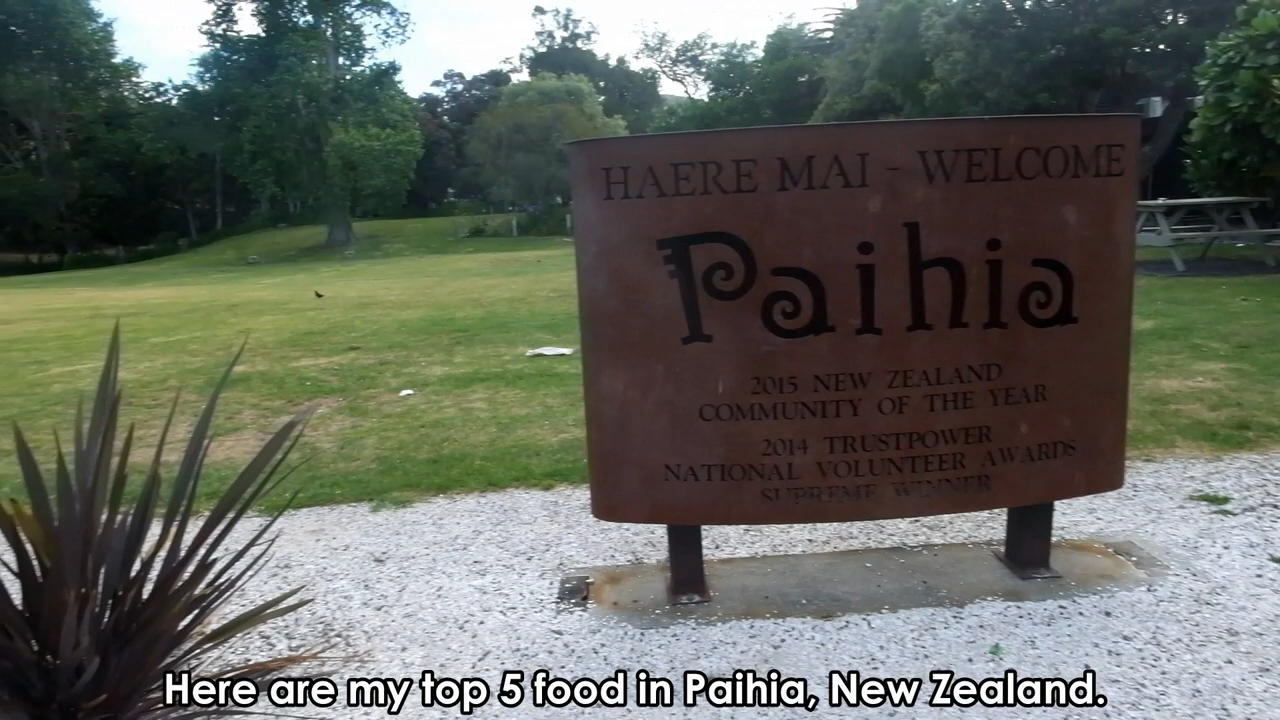 HAERE MAI - WELCOME
Paihia
2015 NEW ZEALAND
COMMUNITY OF THE YEAR
2014 TRUSTPOWER
NATIONAL VOLUNTEER AWARDS
SUPREME WINNER
Here are my top 5 food in Paihia, New Zealand.